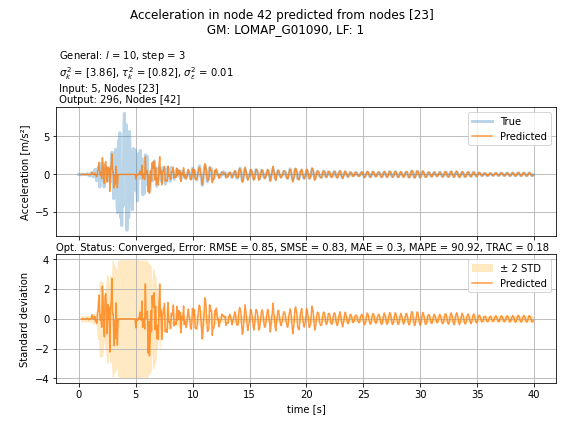 Acceleration in node 42 predicted from nodes [23]
GM: LOMAP_G01090, LF: 1
General: l = 10, step = 3
σ²ₖ = [3.86], τ²ₖ = [0.82], σ²ε = 0.01
Input: 5, Nodes [23]
Output: 296, Nodes [42]
True
Predicted
Acceleration [m/s²]
5
0
−5
Opt. Status: Converged, Error: RMSE = 0.85, SMSE = 0.83, MAE = 0.3, MAPE = 90.92, TRAC = 0.18
± 2 STD
Predicted
Standard deviation
4
2
0
−2
−4
0 5 10 15 20 25 30 35 40
time [s]